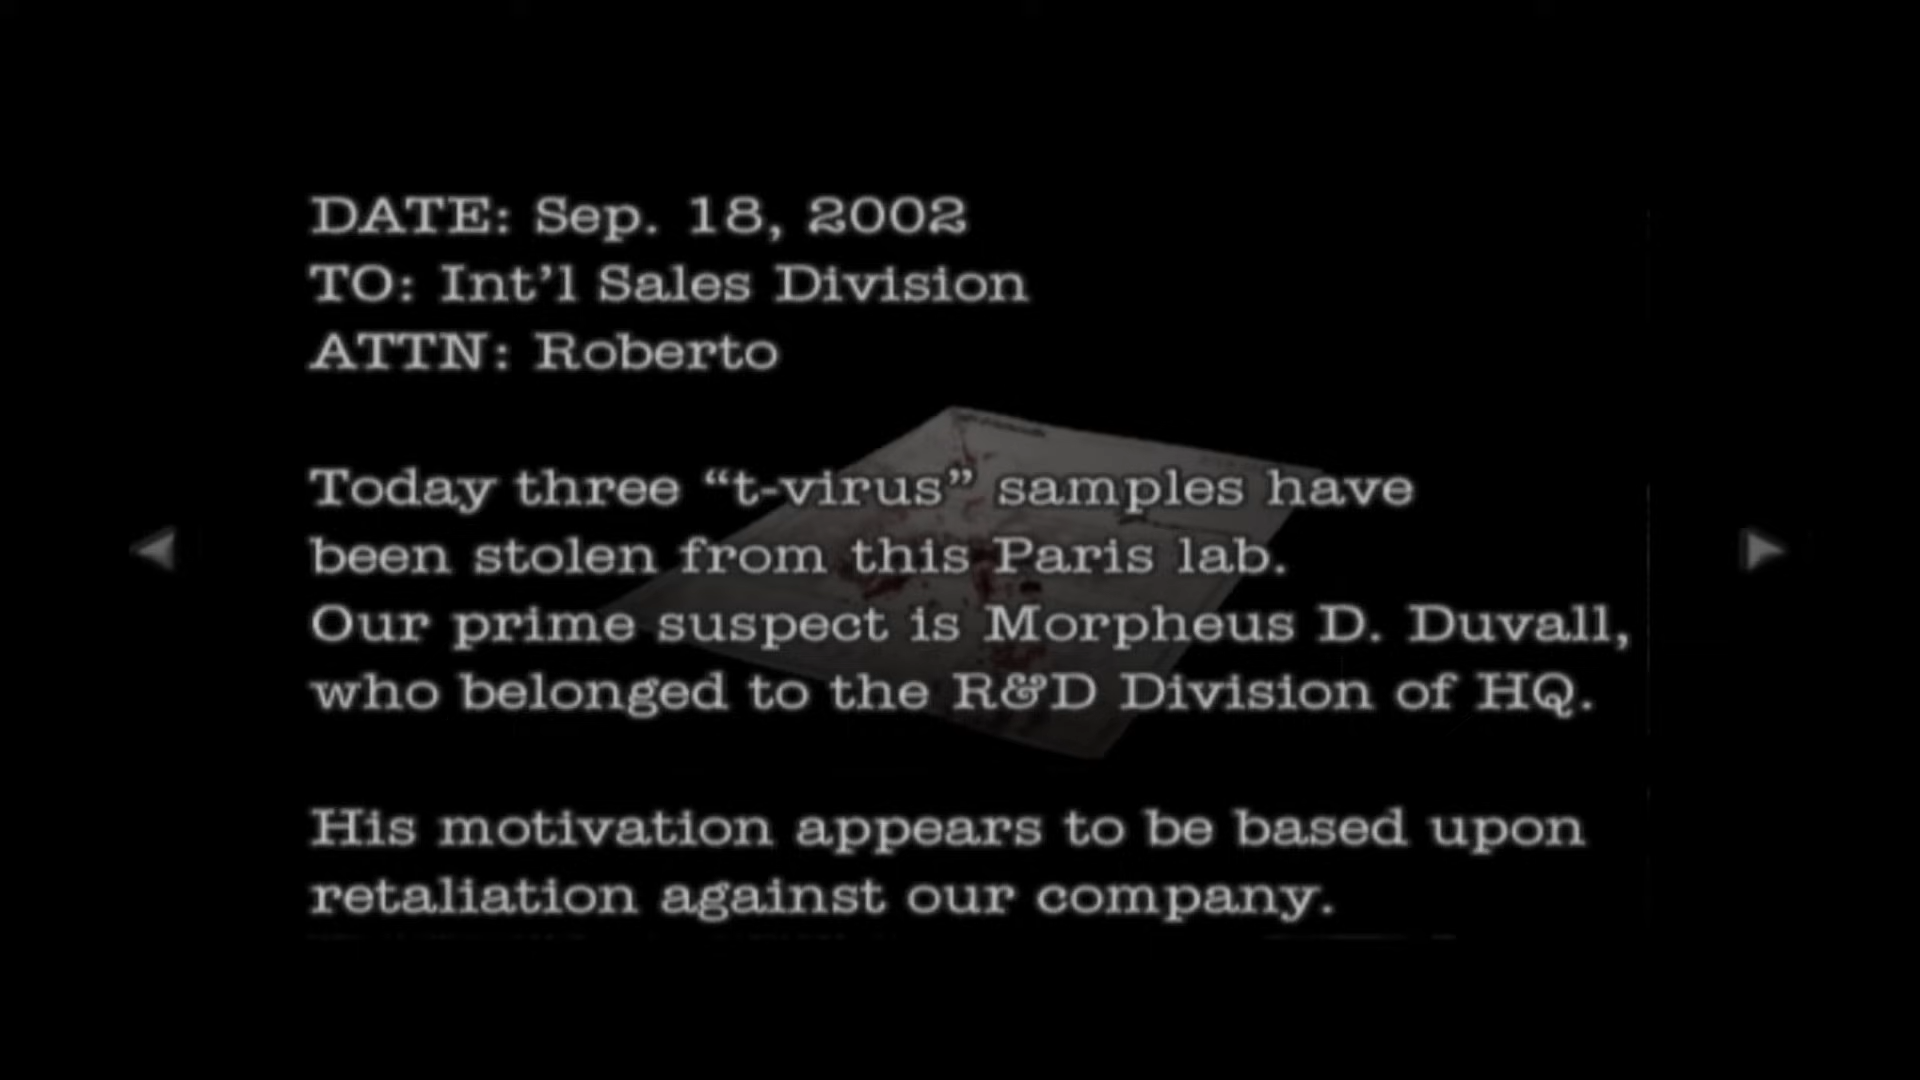 DATE: Sep. 18, 2002
TO: Int’l Sales Division
ATTN: Roberto
Today three “t-virus” samples have
been stolen from this Paris lab.
Our prime suspect is Morpheus D. Duvall,
who belonged to the R&D Division of HQ.
His motivation appears to be based upon
retaliation against our company.